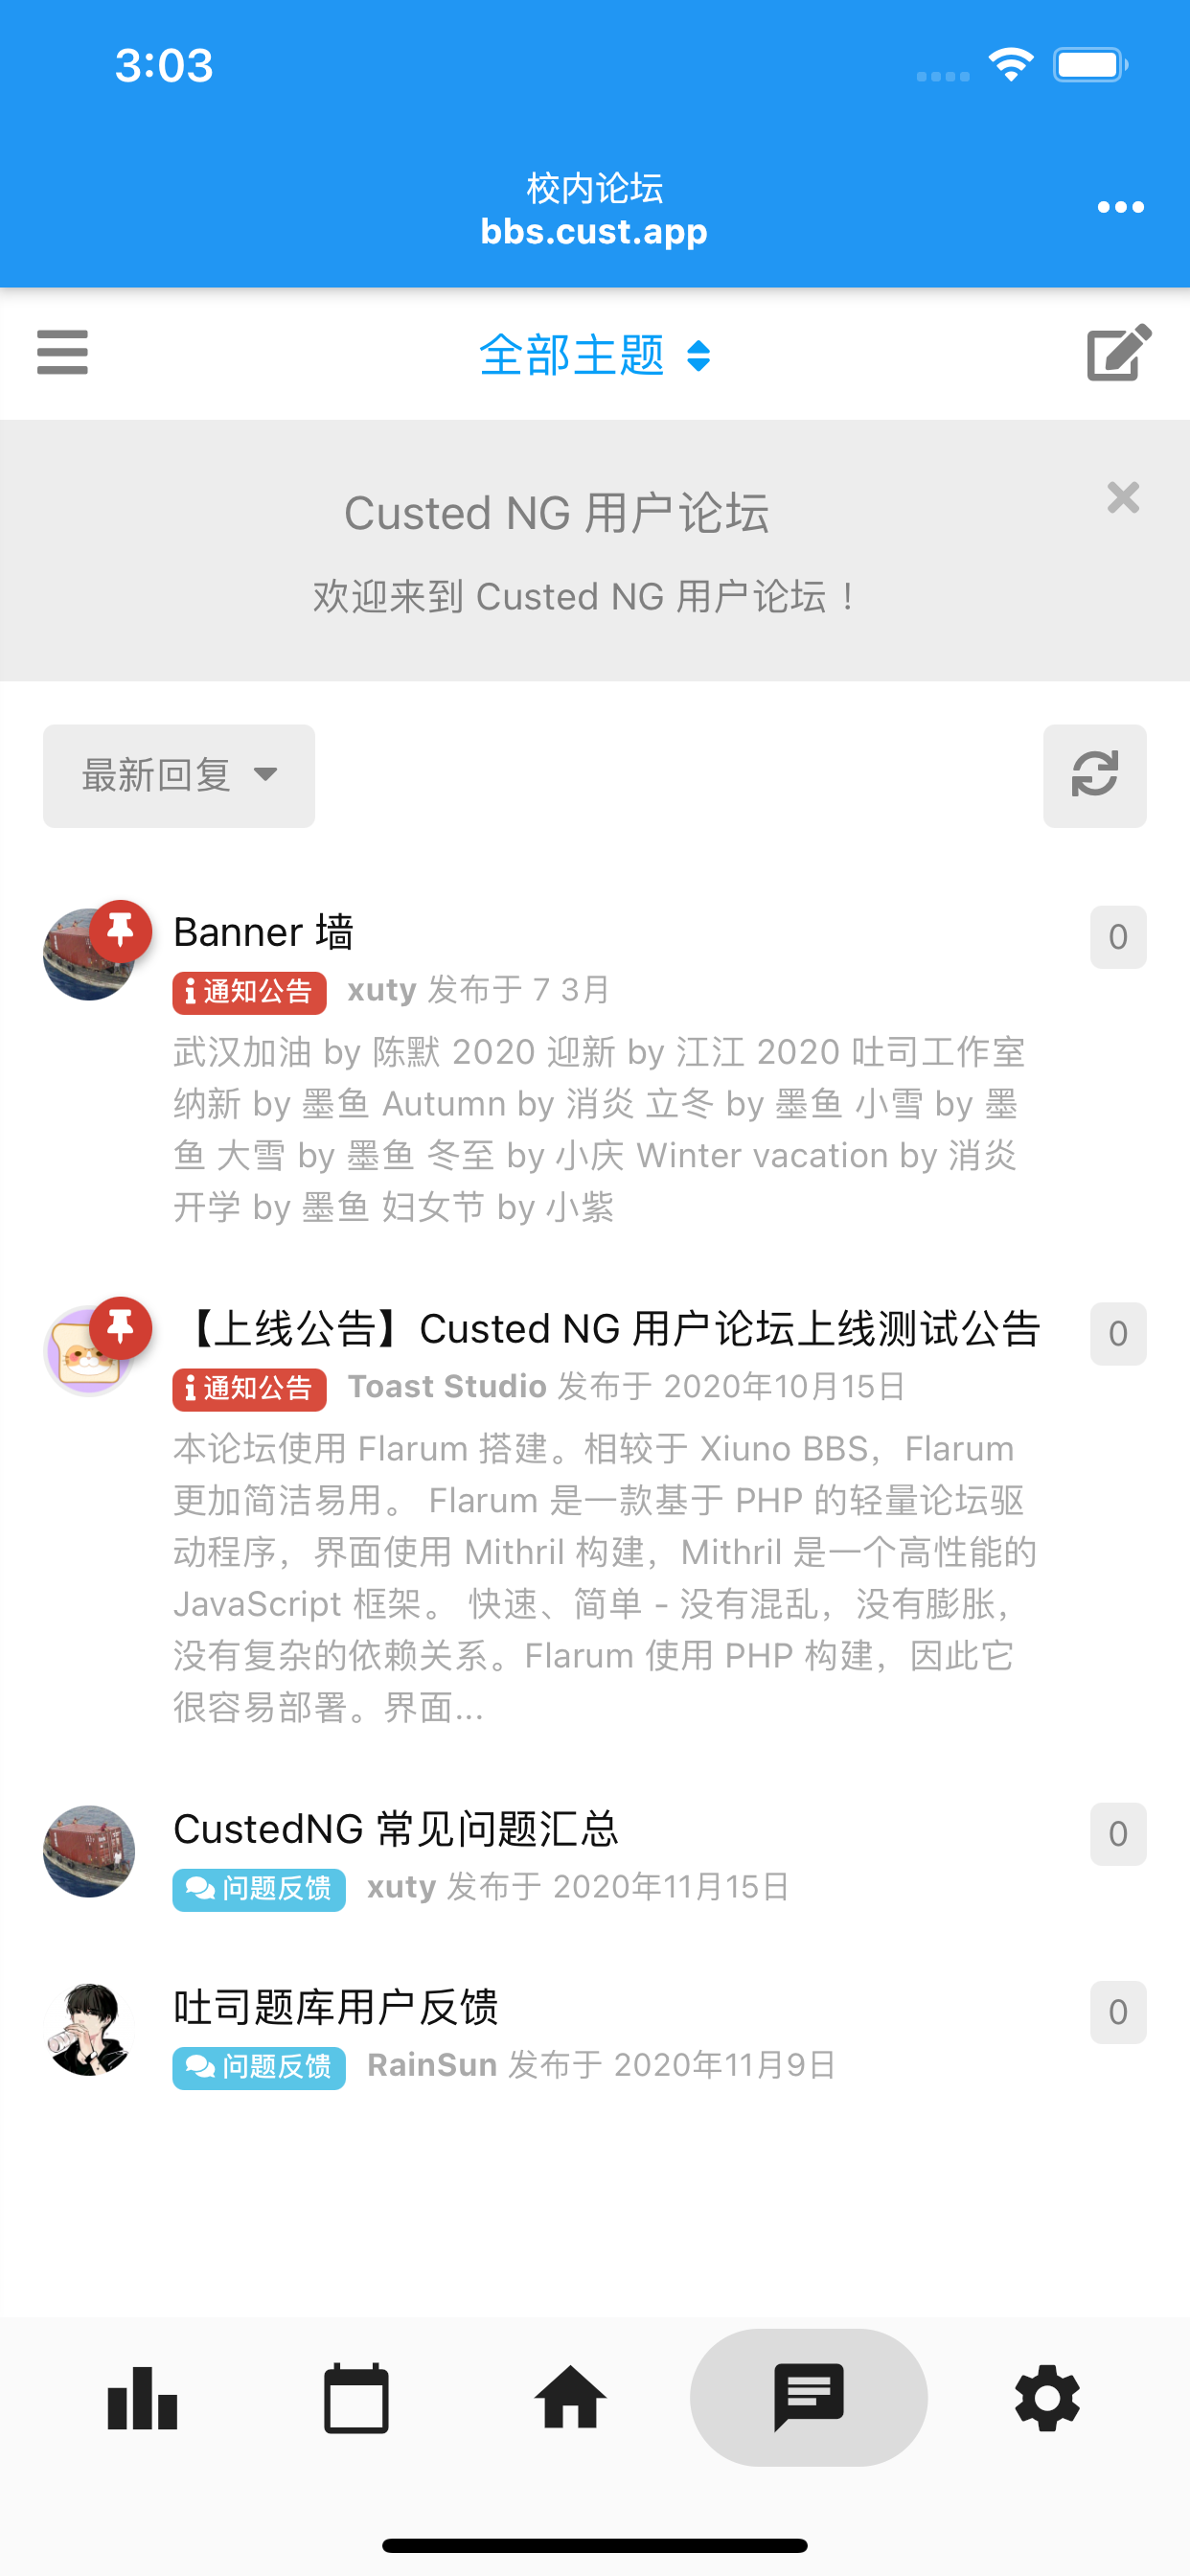 3:03
校内论坛
bbs.cust.app
全部主题
Custed NG 用户论坛
欢迎来到 Custed NG 用户论坛！
最新回复
Banner 墙
0
通知公告 xuty 发布于 7 3月
武汉加油 by 陈默 2020 迎新 by 江江 2020 吐司工作室
纳新 by 墨鱼 Autumn by 消炎 立冬 by 墨鱼 小雪 by 墨
鱼 大雪 by 墨鱼 冬至 by 小庆 Winter vacation by 消炎
开学 by 墨鱼 妇女节 by 小紫
【上线公告】Custed NG 用户论坛上线测试公告
0
通知公告 Toast Studio 发布于 2020年10月15日
本论坛使用 Flarum 搭建。相较于 Xiuno BBS，Flarum
更加简洁易用。 Flarum 是一款基于 PHP 的轻量论坛驱
动程序，界面使用 Mithril 构建，Mithril 是一个高性能的
JavaScript 框架。 快速、简单 - 没有混乱，没有膨胀，
没有复杂的依赖关系。Flarum 使用 PHP 构建，因此它
很容易部署。界面...
CustedNG 常见问题汇总
0
问题反馈 xuty 发布于 2020年11月15日
吐司题库用户反馈
0
问题反馈 RainSun 发布于 2020年11月9日